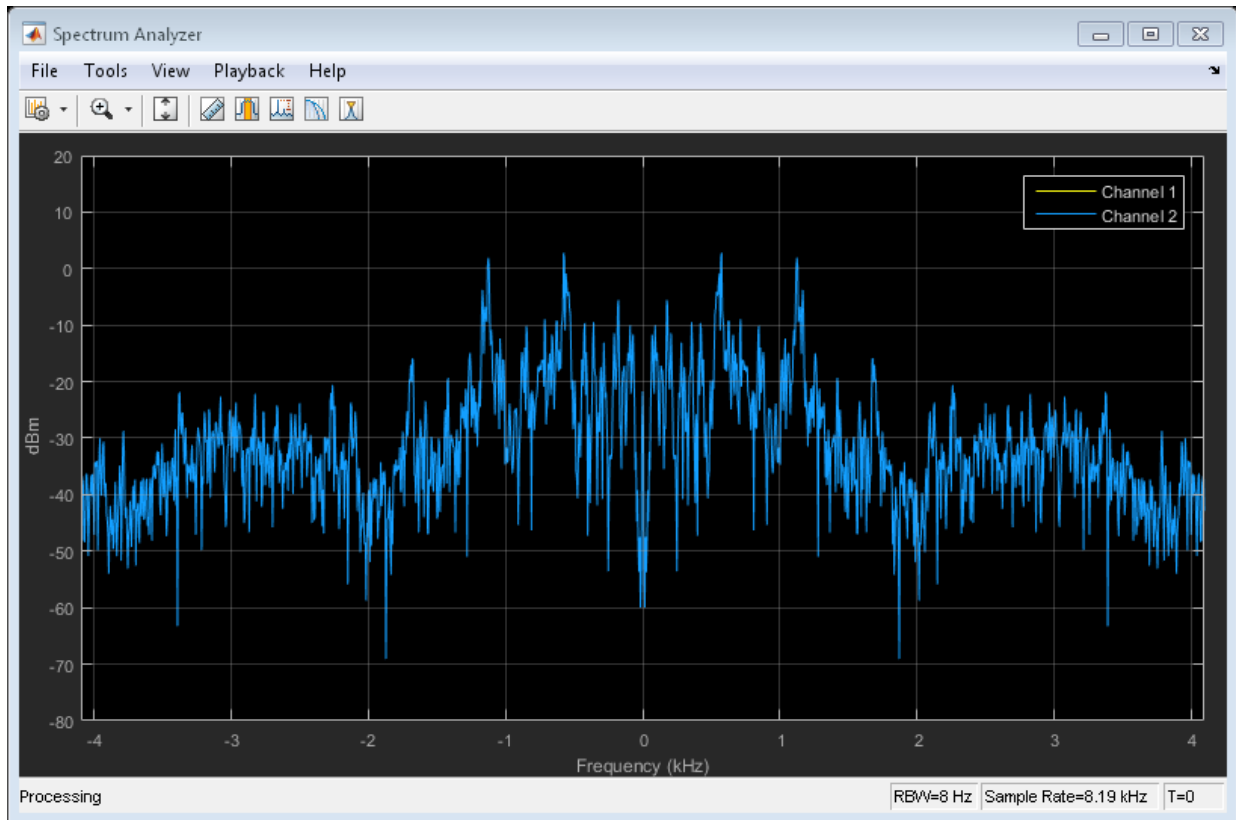 Spectrum Analyzer
File Tools View Playback Help
20
10
0
-10
-20
-30
-40
-50
-60
-70
-80
dBm
Channel 1
Channel 2
-4 -3 -2 -1 0 1 2 3 4
Frequency (kHz)
Processing RBW=8 Hz Sample Rate=8.19 kHz T=0